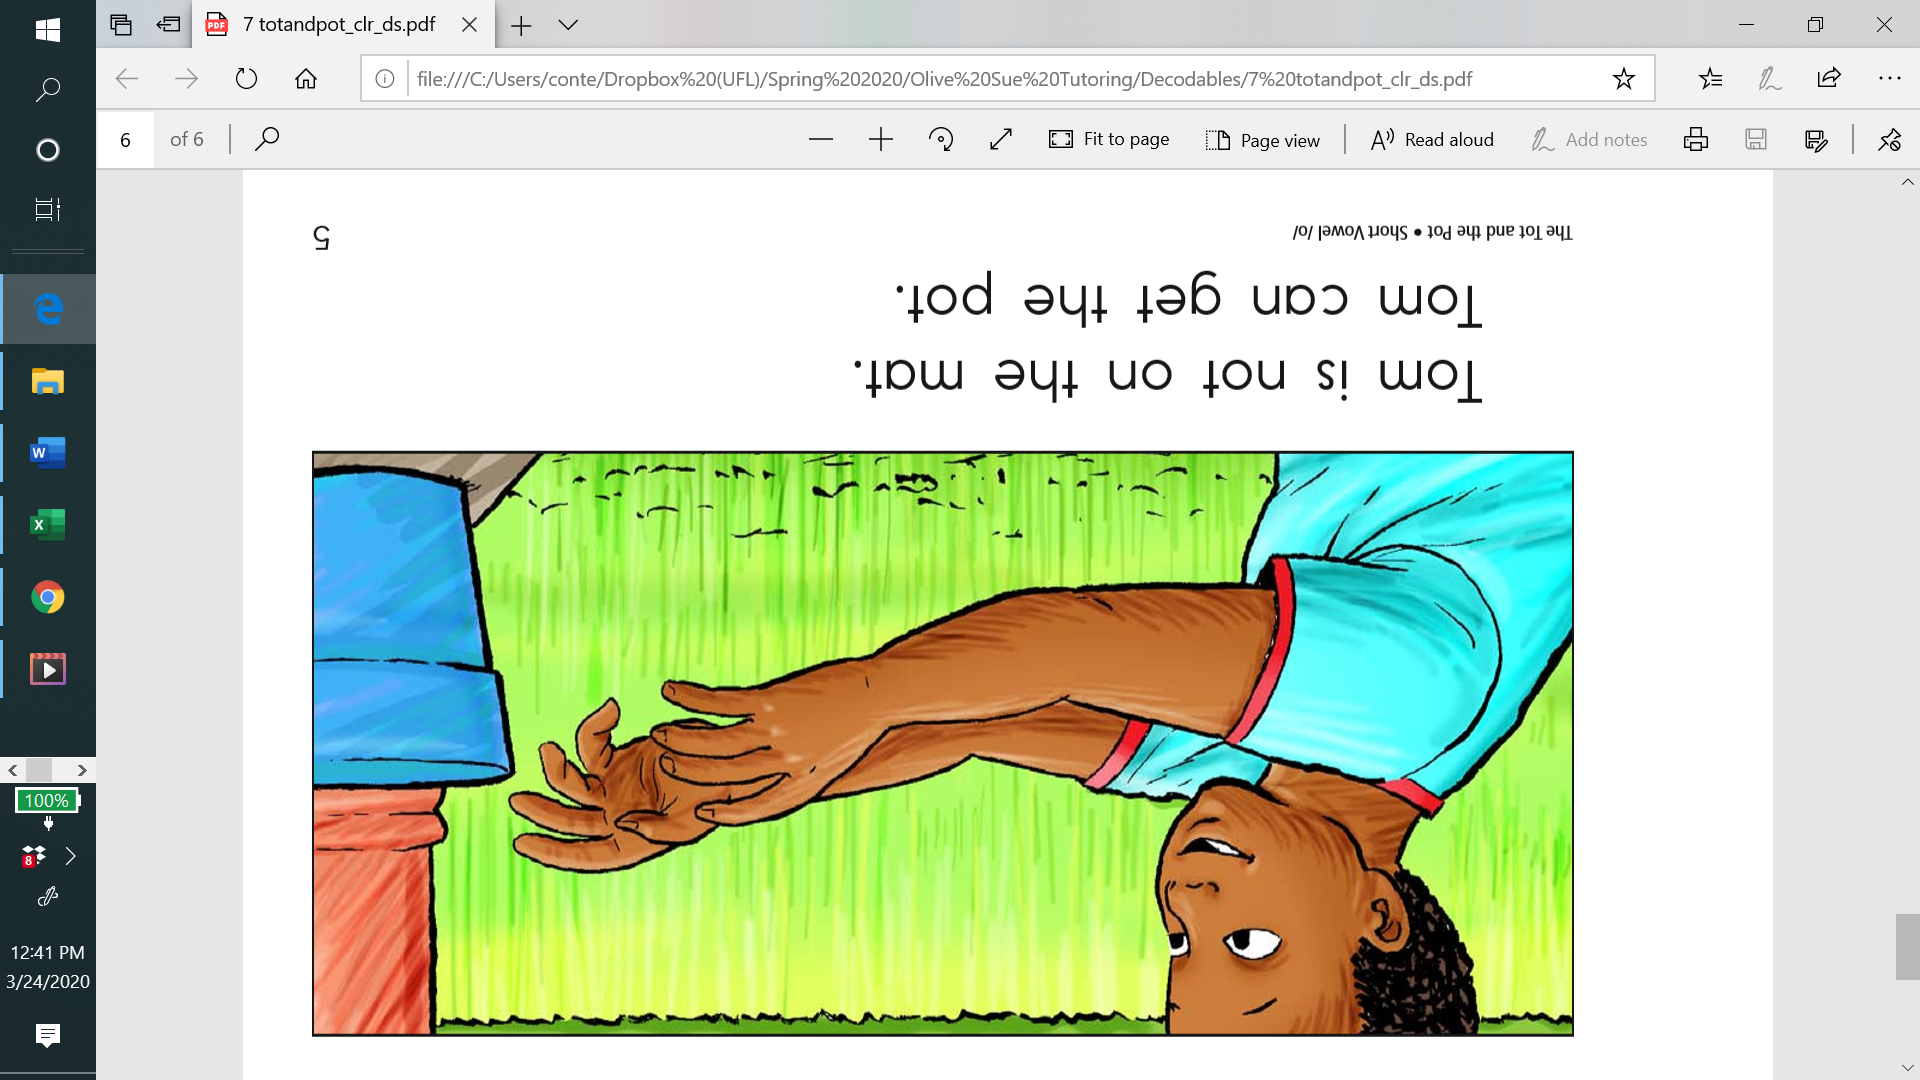 7 totandpot_clr_ds.pdf
file:///C:/Users/conte/Dropbox%20(UFL)/Spring%202020/Olive%20Sue%20Tutoring/Decodables/7%20totandpot_clr_ds.pdf
6 of 6 Fit to page Page view Read aloud Add notes
Tom is not on the mat.
Tom can get the pot.
The Tot and the Pot • Short Vowel /o/ 5
PDF
W
X
100%
8
12:41 PM
3/24/2020